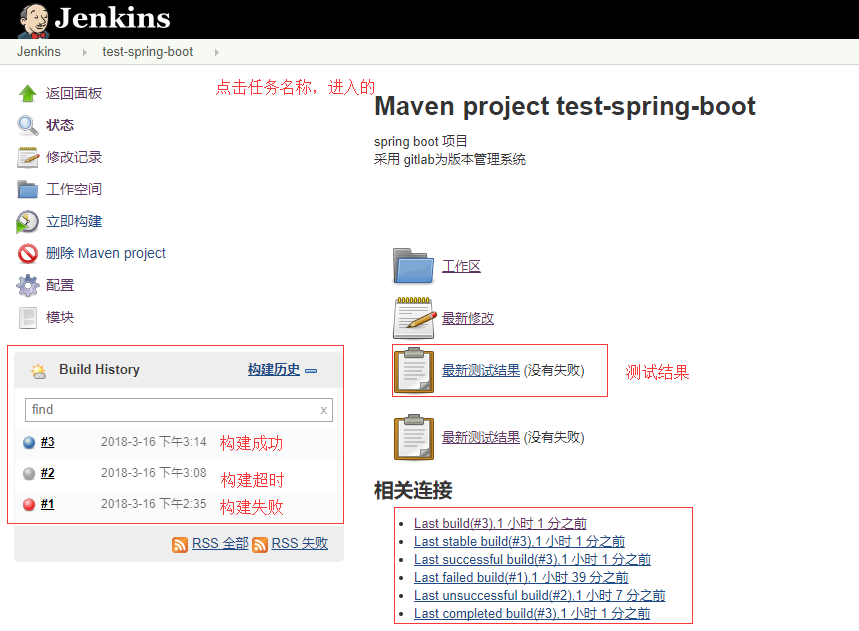 Jenkins
Jenkins
test-spring-boot
点击任务名称，进入的
返回面板
状态
修改记录
工作空间
立即构建
删除 Maven project
配置
模块
Build History
构建历史
find
x
#3
2018-3-16 下午3:14
构建成功
#2
2018-3-16 下午3:08
构建超时
#1
2018-3-16 下午2:35
构建失败
RSS 全部
RSS 失败
Maven project test-spring-boot
spring boot 项目
采用 gitlab为版本管理系统
工作区
最新修改
最新测试结果 (没有失败)
测试结果
最新测试结果 (没有失败)
相关连接
Last build(#3),1 小时 1 分之前
Last stable build(#3),1 小时 1 分之前
Last successful build(#3),1 小时 1 分之前
Last failed build(#1),1 小时 39 分之前
Last unsuccessful build(#2),1 小时 7 分之前
Last completed build(#3),1 小时 1 分之前